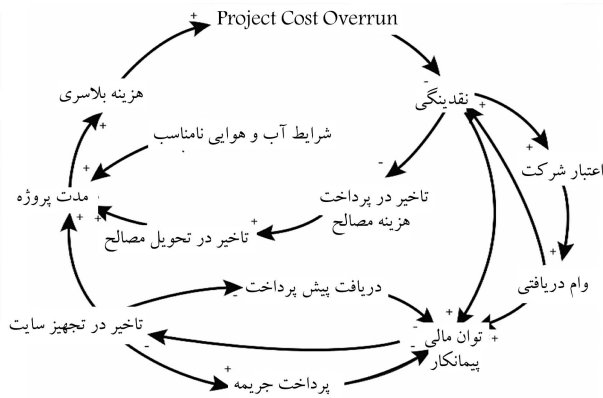 Project Cost Overrun
هزینه بلاسری
نقدینگی
شرایط آب و هوایی نامناسب
اعتبار شرکت
مدت پروژه
تاخیر در پرداخت
هزینه مصالح
تاخیر در تحویل مصالح
دریافت پیش پرداخت
وام دریافتی
تاخیر در تجهیز سایت
توان مالی
پیمانکار
پرداخت جریمه